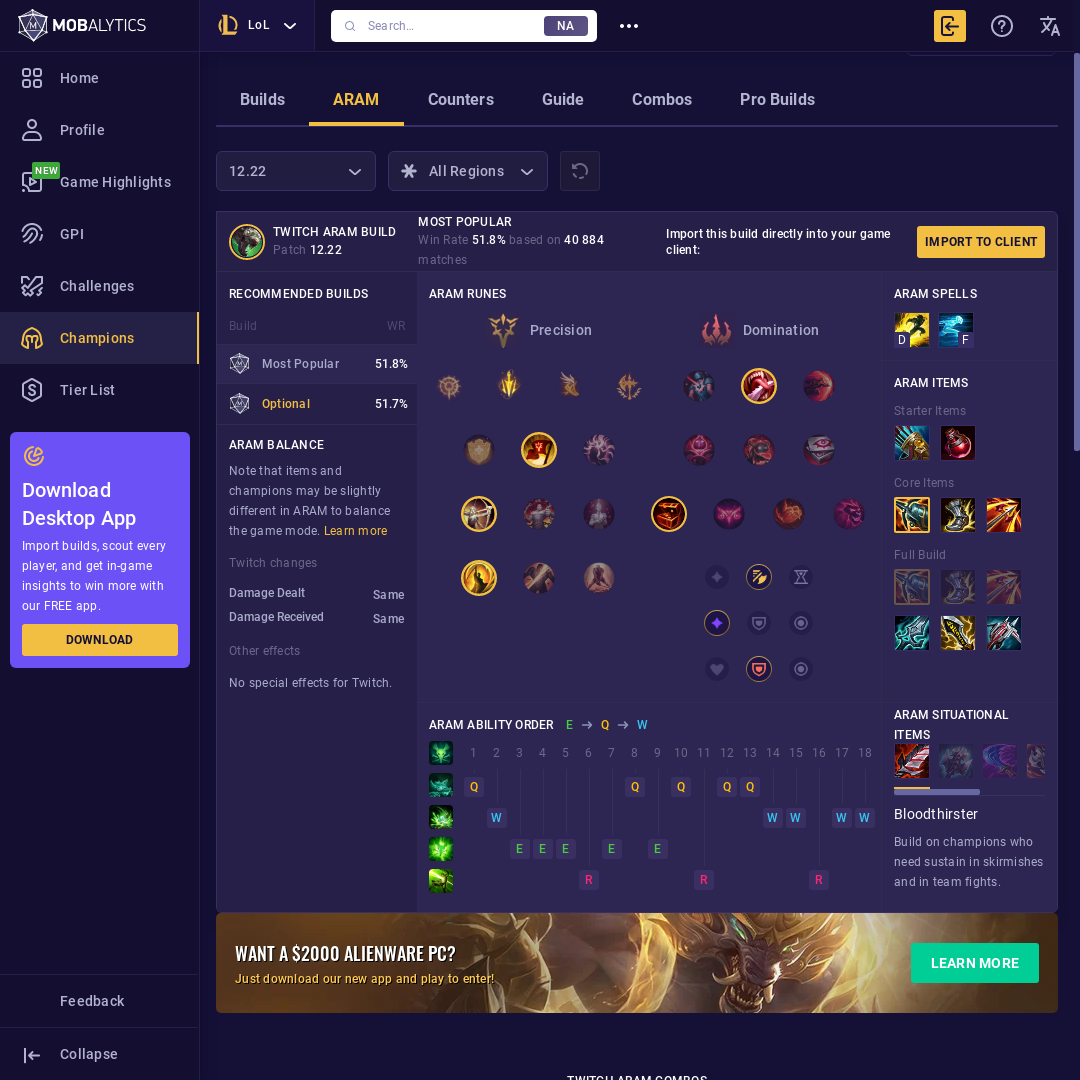 MOBALYTICS
LoL
Search...
NA
Home
Profile
NEW
Game Highlights
GPI
Challenges
Champions
Tier List
Download
Desktop App
Import builds, scout every
player, and get in-game
insights to win more with
our FREE app.
DOWNLOAD
Feedback
Collapse
Builds
ARAM
Counters
Guide
Combos
Pro Builds
12.22
All Regions
TWITCH ARAM BUILD
Patch 12.22
MOST POPULAR
Win Rate 51.8% based on 40 884
matches
Import this build directly into your game
client:
IMPORT TO CLIENT
RECOMMENDED BUILDS
Build WR
Most Popular 51.8%
Optional 51.7%
ARAM BALANCE
Note that items and
champions may be slightly
different in ARAM to balance
the game mode. Learn more
Twitch changes
Damage Dealt Same
Damage Received Same
Other effects
No special effects for Twitch.
ARAM RUNES
Precision
Domination
ARAM SPELLS
D F
ARAM ITEMS
Starter Items
Core Items
Full Build
ARAM ABILITY ORDER E → Q → W
1 2 3 4 5 6 7 8 9 10 11 12 13 14 15 16 17 18
Q Q Q Q Q
W W W W W
E E E E E
R R R
ARAM SITUATIONAL
ITEMS
Bloodthirster
Build on champions who
need sustain in skirmishes
and in team fights.
WANT A $2000 ALIENWARE PC?
Just download our new app and play to enter!
LEARN MORE
TWITCH ARAM COMBOS